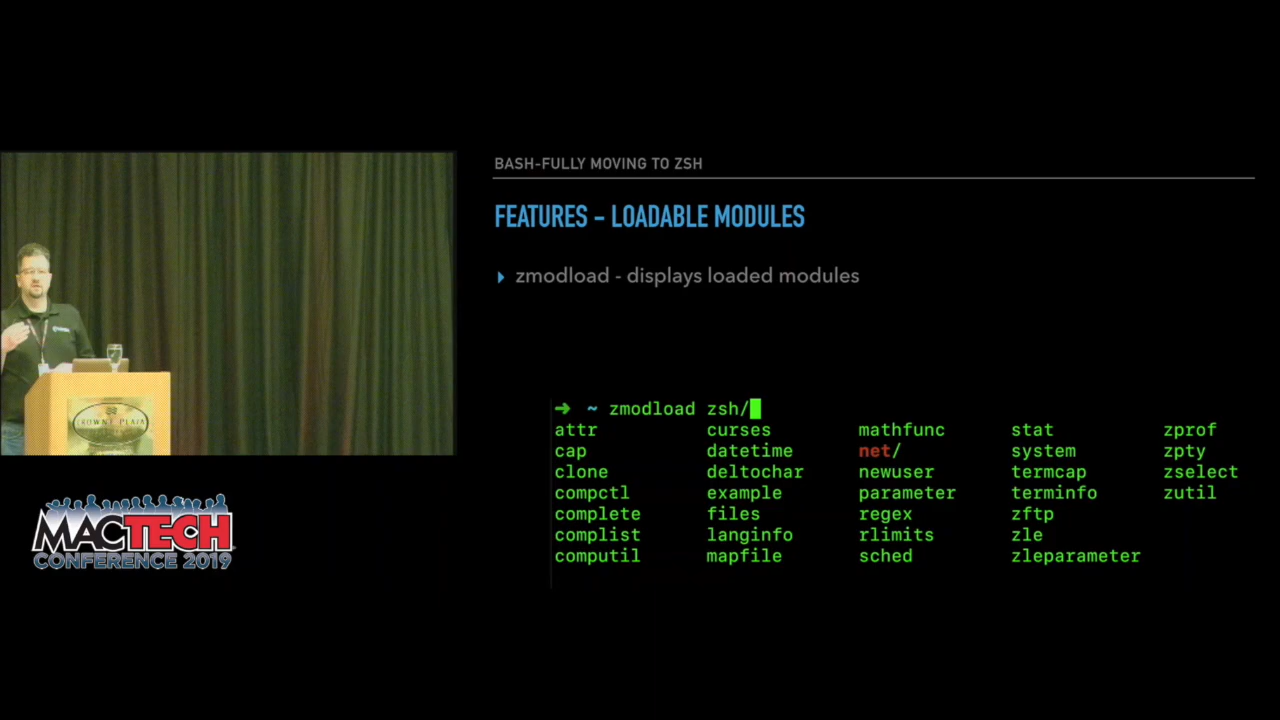 BASH-FULLY MOVING TO ZSH
FEATURES - LOADABLE MODULES
zmodload - displays loaded modules
➜ ~ zmodload zsh/
attr curses mathfunc stat zprof
cap datetime net/ system zpty
clone deltochar newuser termcap zselect
compctl example parameter terminfo zutil
complete files regex zftp
complist langinfo rlimits zle
computil mapfile sched zleparameter
CROWNE PLAZA
MACTECH
CONFERENCE 2019